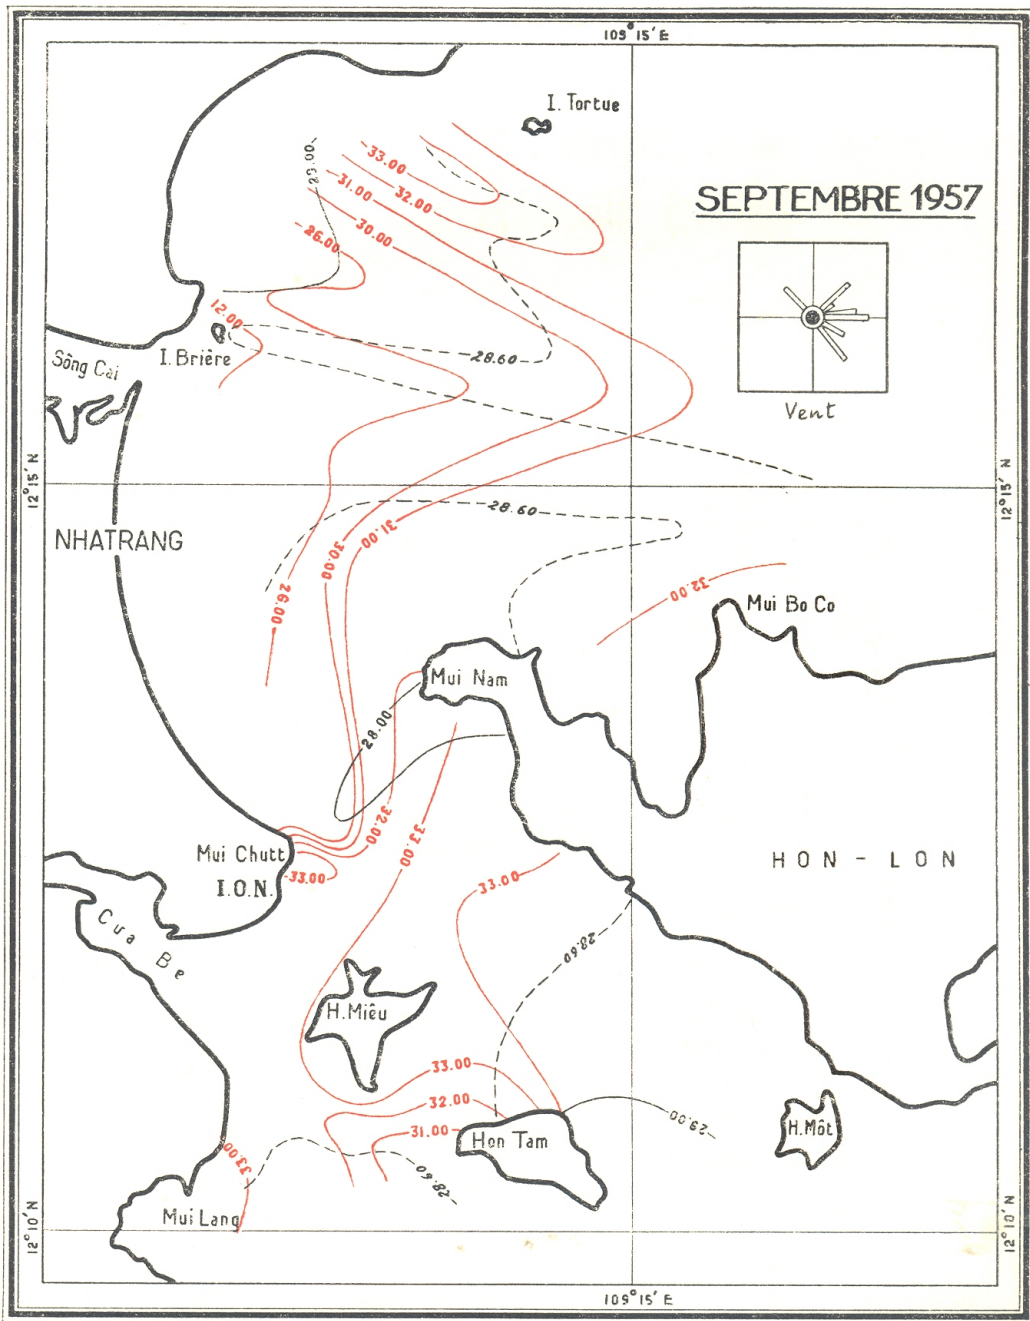 109°15' E
I. Tortue
29.00
33.00
31.00
32.00
SEPTEMBRE 1957
26.00
30.00
12.00
I. Brière
28.60
Sông Cai
Vent
12°15' N
12°15' N
28.60
31.00
NHATRANG
30.00
26.00
32.00
Mui Bo Co
Mui Nam
28.00
32.00
33.00
Mui Chutt
I.O.N.
33.00
33.00
HON - LON
Cua Be
28.60
H. Miêu
33.00
32.00
31.00
Hon Tam
29.00
H. Môt
33.00
28.60
Mui Lang
12°10' N
12°10' N
109°15' E